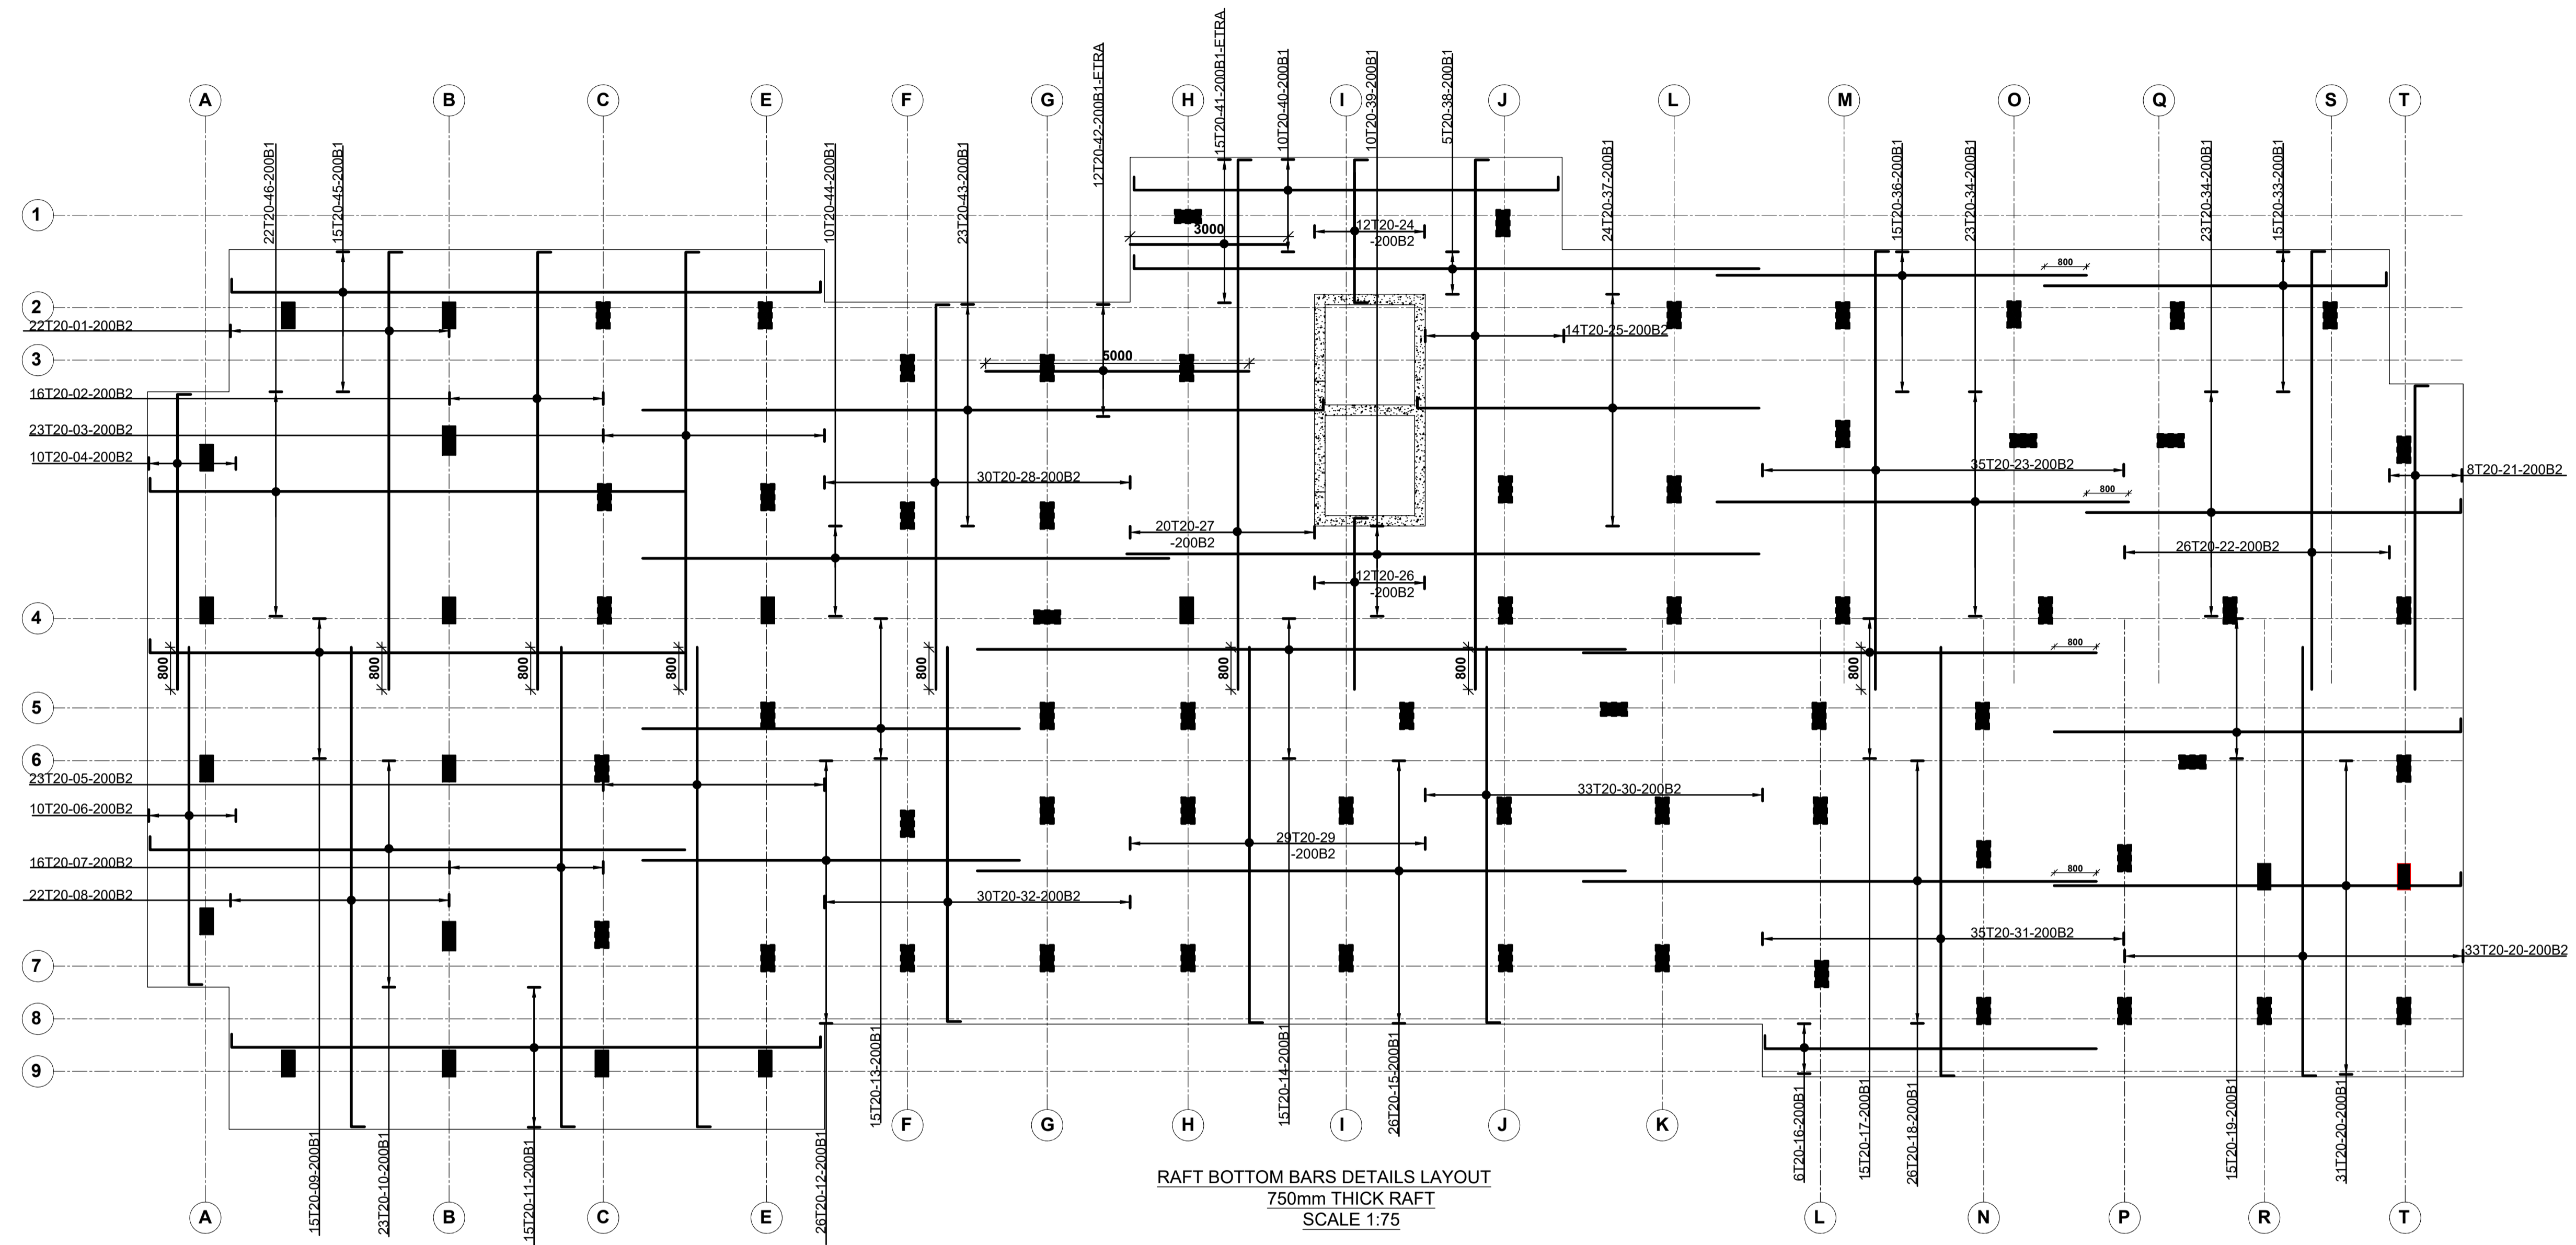 15T20-41-200B1-ETRA
12T20-42-200B1-ETRA
10T20-40-200B1
10T20-39-200B1
5T20-38-200B1
A
B
C
E
F
G
H
I
J
L
M
O
Q
S
T
22T20-46-200B1
15T20-45-200B1
10T20-44-200B1
23T20-43-200B1
24T20-37-200B1
15T20-36-200B1
23T20-34-200B1
23T20-34-200B1
15T20-33-200B1
1
3000
12T20-24
-200B2
800
2
22T20-01-200B2
14T20-25-200B2
3
5000
16T20-02-200B2
23T20-03-200B2
10T20-04-200B2
35T20-23-200B2
8T20-21-200B2
30T20-28-200B2
800
20T20-27
-200B2
26T20-22-200B2
12T20-26
-200B2
4
800
800
800
800
800
800
800
800
800
5
6
23T20-05-200B2
33T20-30-200B2
10T20-06-200B2
29T20-29
-200B2
16T20-07-200B2
800
22T20-08-200B2
30T20-32-200B2
35T20-31-200B2
33T20-20-200B2
7
8
9
15T20-09-200B1
23T20-10-200B1
15T20-11-200B1
26T20-12-200B1
15T20-13-200B1
15T20-14-200B1
26T20-15-200B1
6T20-16-200B1
15T20-17-200B1
26T20-18-200B1
15T20-19-200B1
31T20-20-200B1
F
G
H
I
J
K
A
B
C
E
L
N
P
R
T
RAFT BOTTOM BARS DETAILS LAYOUT
750mm THICK RAFT
SCALE 1:75